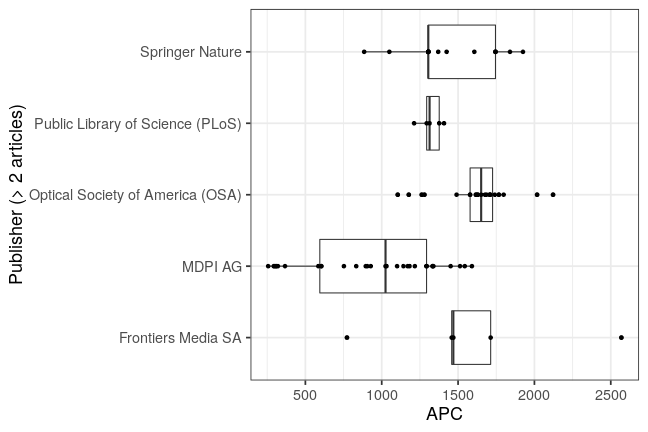 Publisher (> 2 articles)
Springer Nature
Public Library of Science (PLoS)
Optical Society of America (OSA)
MDPI AG
Frontiers Media SA
500 1000 1500 2000 2500
APC